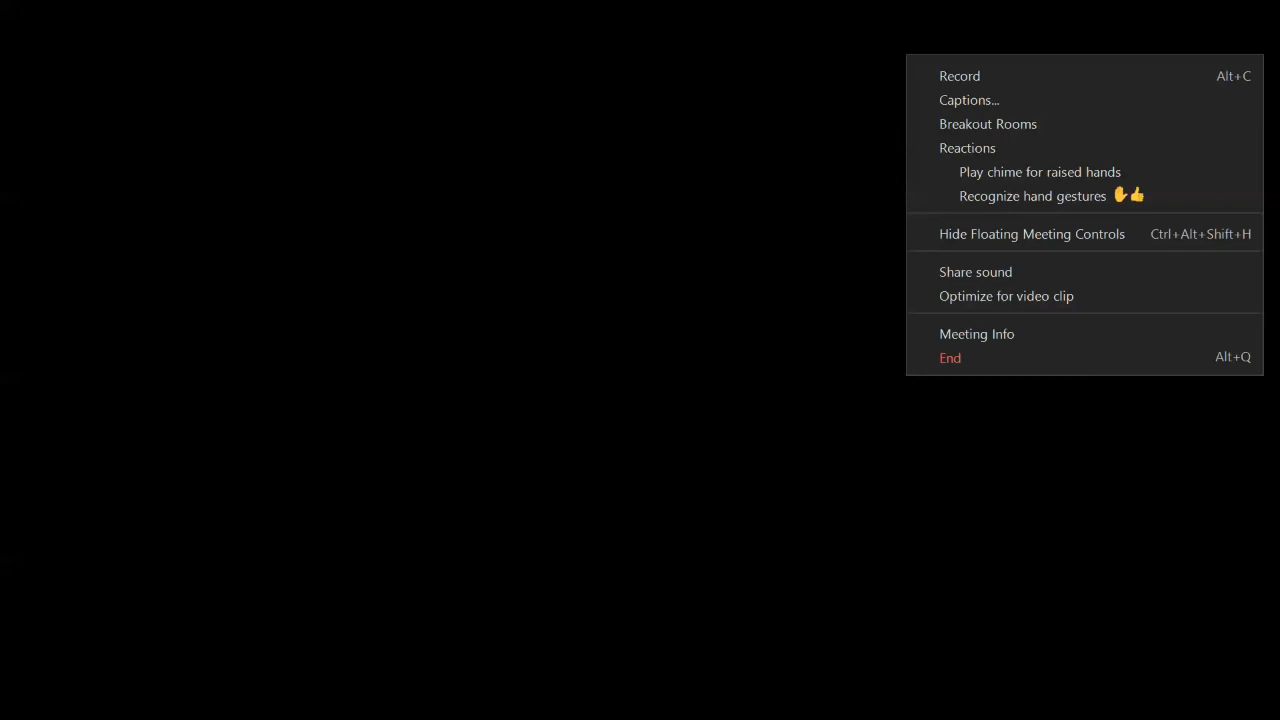 Record Alt+C
Captions...
Breakout Rooms
Reactions
Play chime for raised hands
Recognize hand gestures ✋👍
Hide Floating Meeting Controls Ctrl+Alt+Shift+H
Share sound
Optimize for video clip
Meeting Info
End Alt+Q